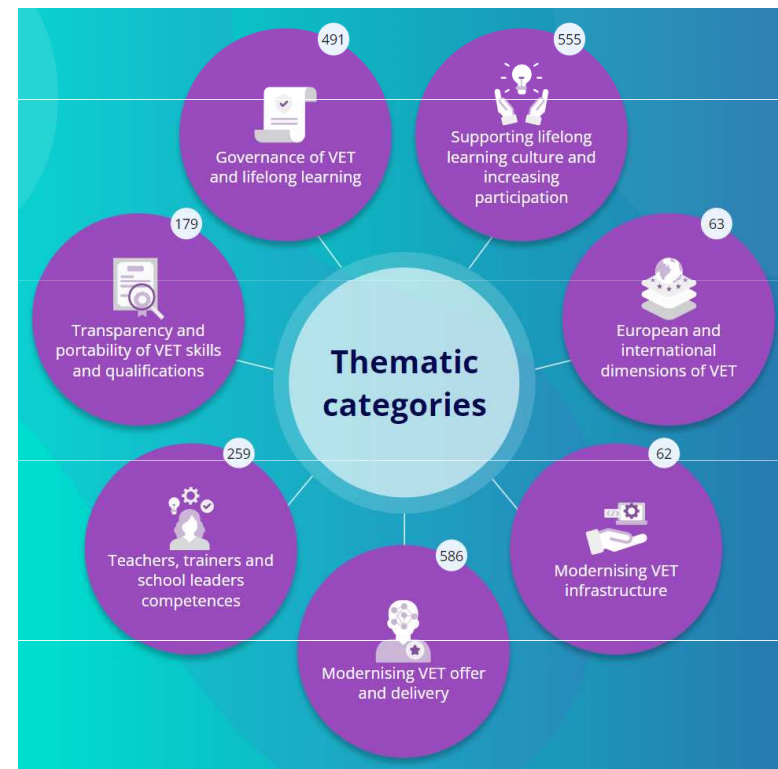 Thematic
categories
491
Governance of VET
and lifelong learning
555
Supporting lifelong
learning culture and
increasing
participation
63
European and
international
dimensions of VET
62
Modernising VET
infrastructure
586
Modernising VET offer
and delivery
259
Teachers, trainers and
school leaders
competences
179
Transparency and
portability of VET skills
and qualifications